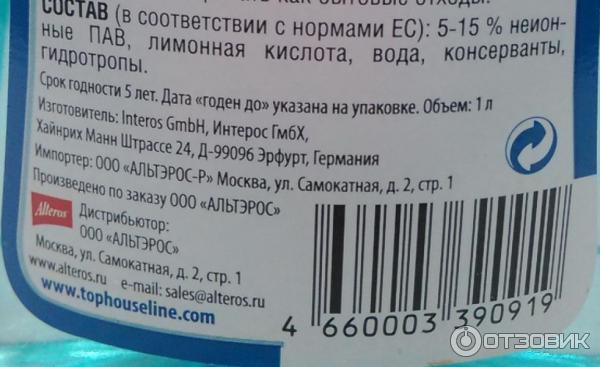 как бытовые отходы.
СОСТАВ (в соответствии с нормами ЕС): 5-15 % неион-
ные ПАВ, лимонная кислота, вода, консерванты,
гидротропы.
Срок годности 5 лет. Дата «годен до» указана на упаковке. Объем: 1 л
Изготовитель: Interos GmbH, Интерос ГмбХ,
Хайнрих Манн Штрассе 24, Д-99096 Эрфурт, Германия
Импортер: ООО «АЛЬТЭРОС-Р» Москва, ул. Самокатная, д. 2, стр. 1
Произведено по заказу ООО «АЛЬТЭРОС»
Alteros
Дистрибьютор:
ООО «АЛЬТЭРОС»
Москва, ул. Самокатная, д. 2, стр. 1
www.alteros.ru e-mail: sales@alteros.ru
www.tophouseline.com
4 660003 390919
ОТЗОВИК